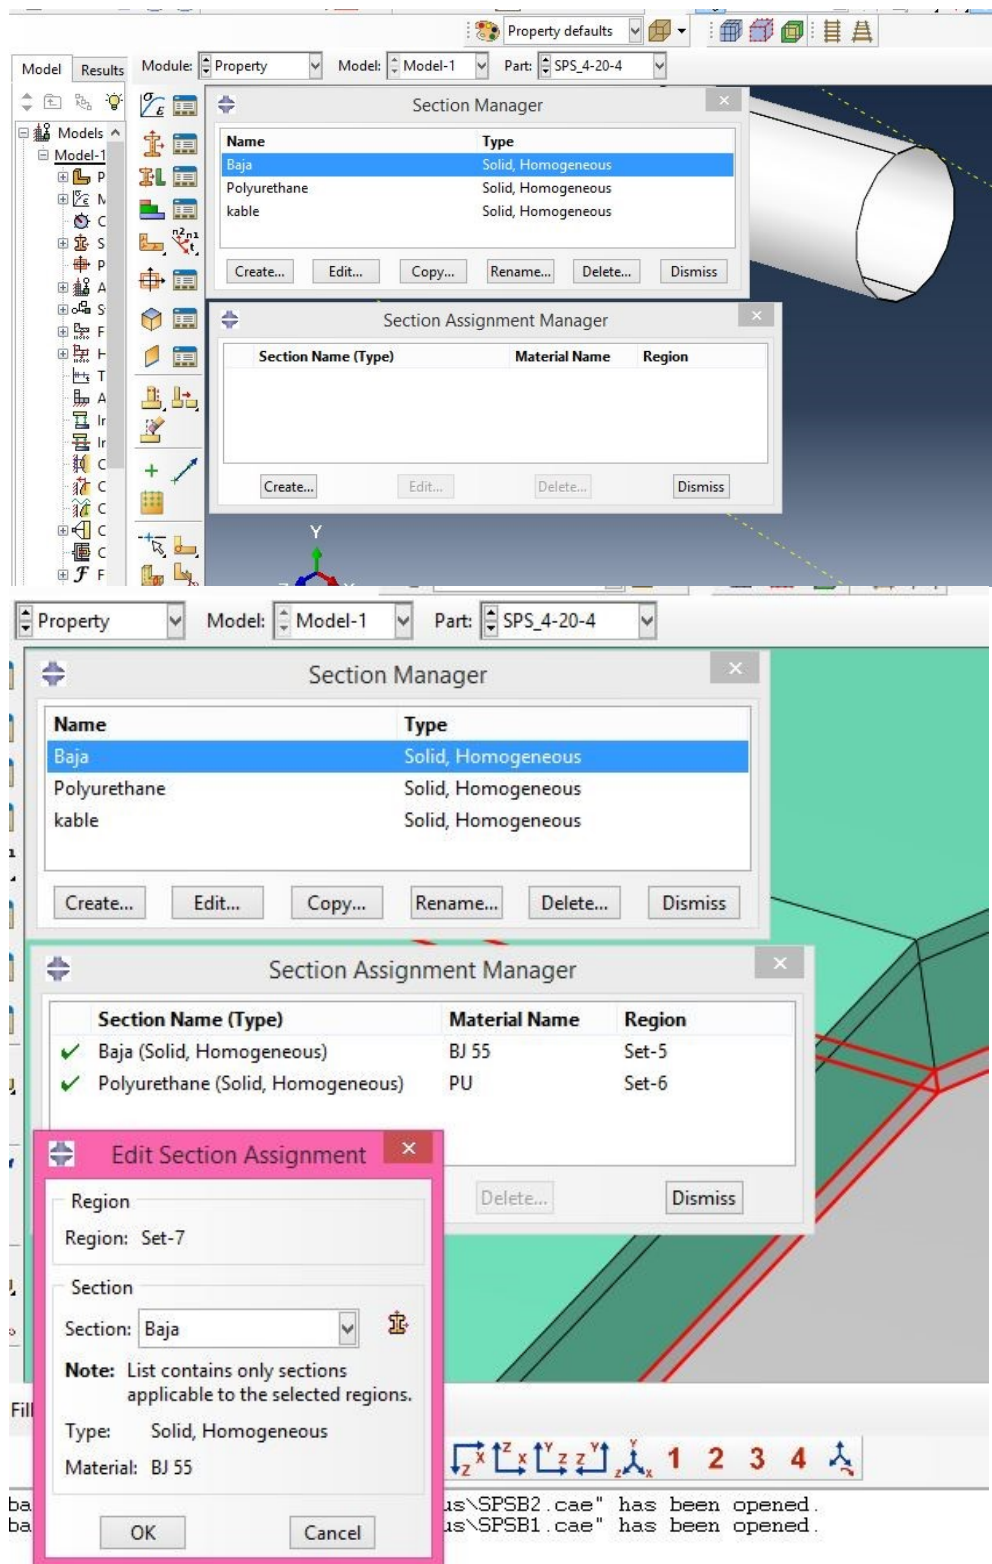 Property defaults
Model Results Module: Property Model: Model-1 Part: SPS_4-20-4
Section Manager
Models
Name Type
Model-1
Baja Solid, Homogeneous
P
Polyurethane Solid, Homogeneous
M
kable Solid, Homogeneous
C
n2 n1
t
S
P
Create... Edit... Copy... Rename... Delete... Dismiss
A
S
Section Assignment Manager
F
H
Section Name (Type) Material Name Region
T
A
Ir
Ir
C
C
Create... Edit... Delete... Dismiss
C
C
Y
C
F F
Property Model: Model-1 Part: SPS_4-20-4
Section Manager
Name Type
Baja Solid, Homogeneous
Polyurethane Solid, Homogeneous
kable Solid, Homogeneous
Create... Edit... Copy... Rename... Delete... Dismiss
Section Assignment Manager
Section Name (Type) Material Name Region
Baja (Solid, Homogeneous) BJ 55 Set-5
Polyurethane (Solid, Homogeneous) PU Set-6
Edit Section Assignment
Delete... Dismiss
Region
Region: Set-7
Section
Section: Baja
Note: List contains only sections
applicable to the selected regions.
Fill
Type: Solid, Homogeneous
Material: BJ 55
1 2 3 4
ba us\SPSB2.cae" has been opened.
ba us\SPSB1.cae" has been opened.
OK Cancel